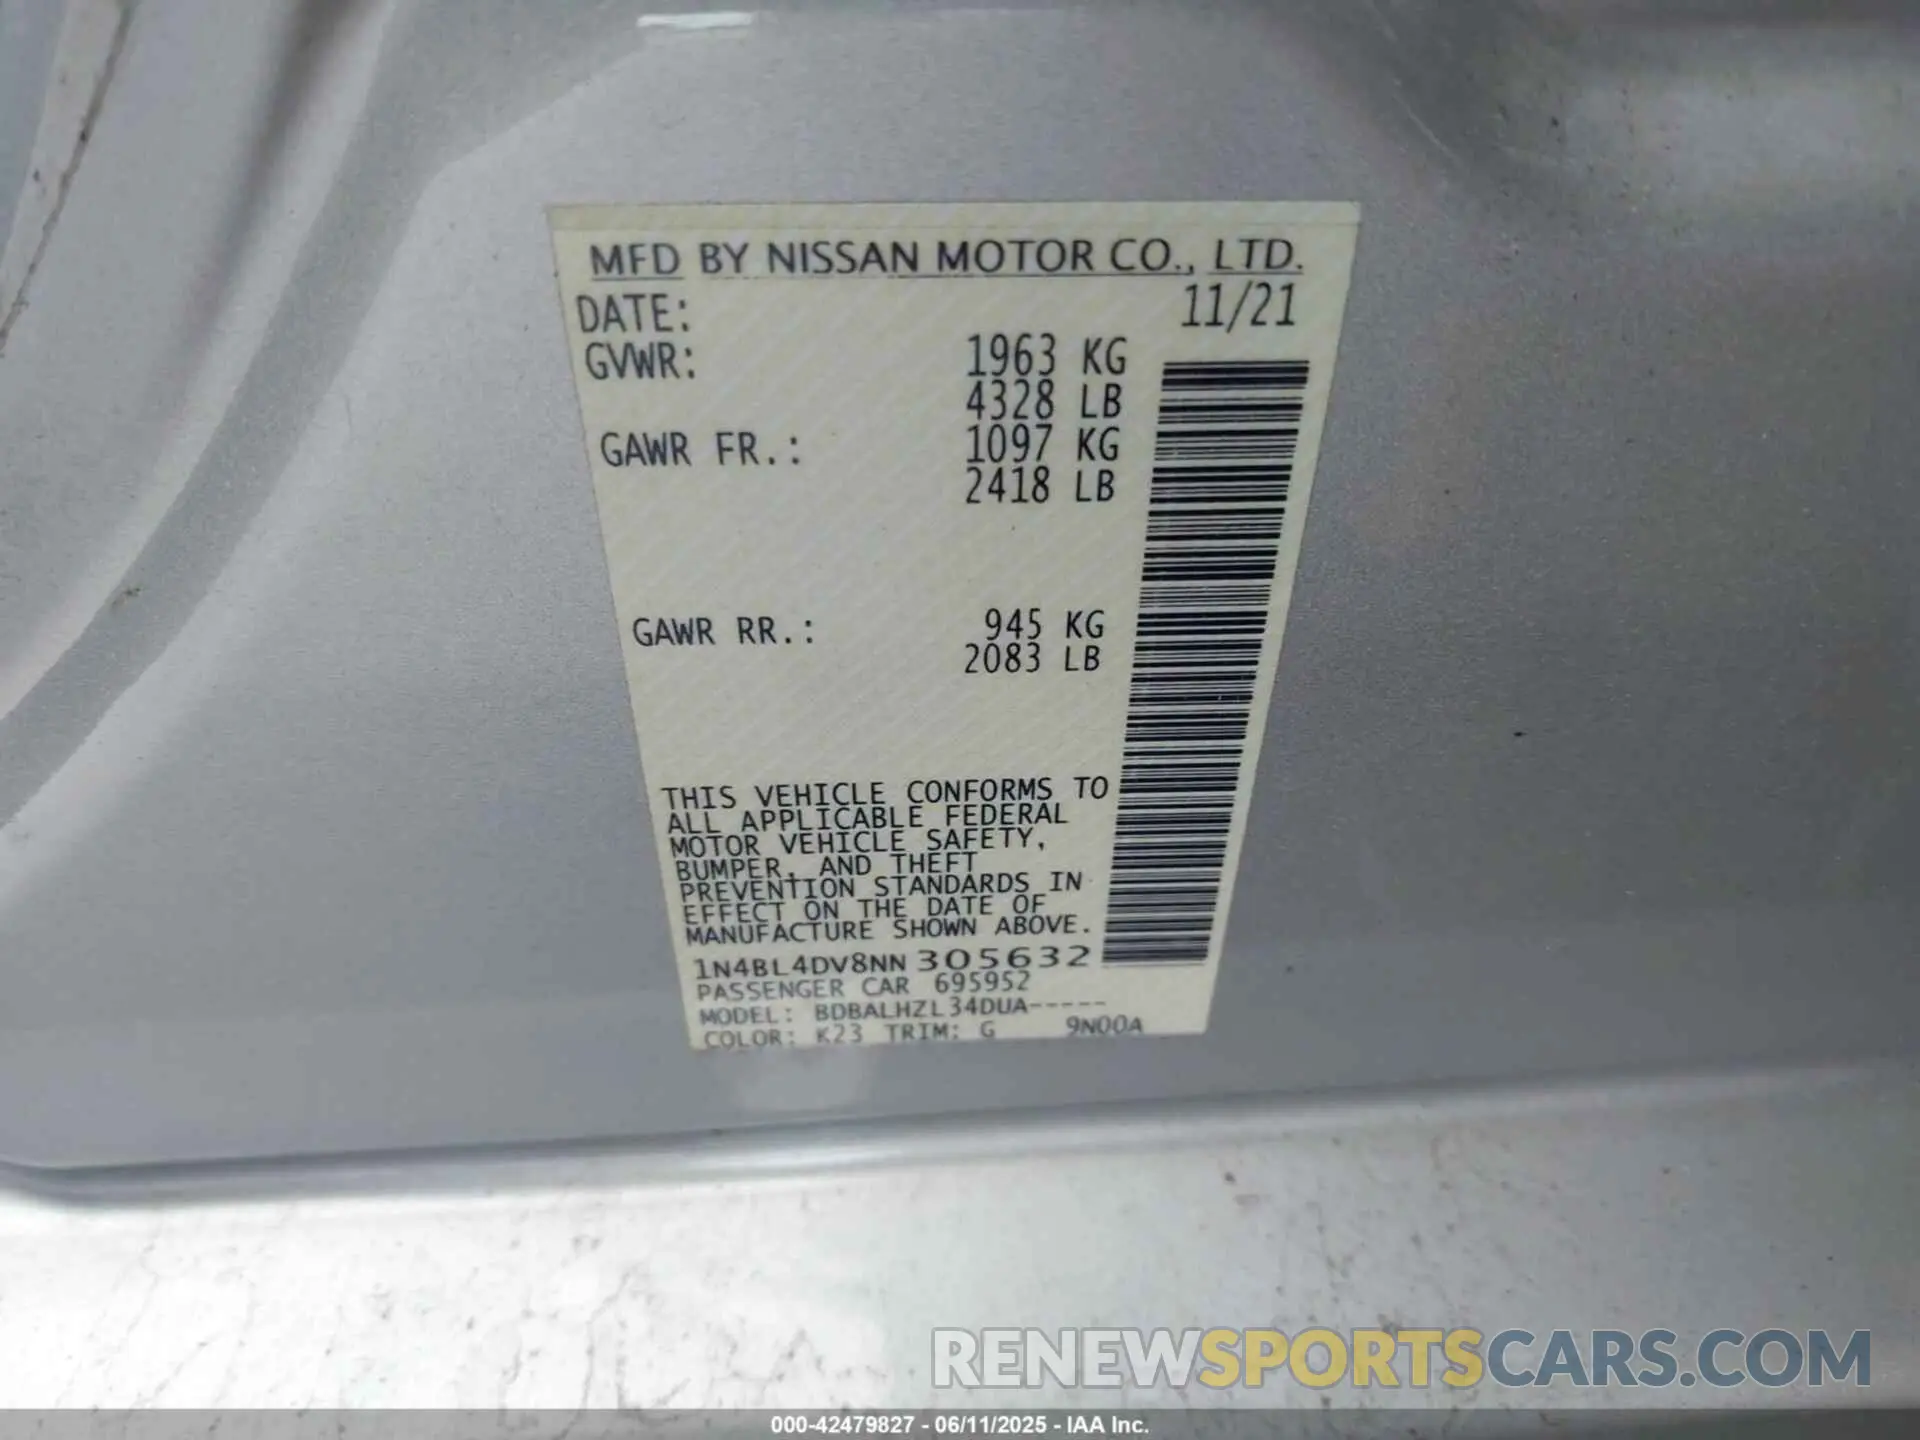 MFD BY NISSAN MOTOR CO., LTD.
DATE: 11/21
GVWR: 1963 KG
4328 LB
GAWR FR.: 1097 KG
2418 LB
GAWR RR.: 945 KG
2083 LB
THIS VEHICLE CONFORMS TO
ALL APPLICABLE FEDERAL
MOTOR VEHICLE SAFETY,
BUMPER, AND THEFT
PREVENTION STANDARDS IN
EFFECT ON THE DATE OF
MANUFACTURE SHOWN ABOVE.
1N4BL4DV8NN305632
PASSENGER CAR 695952
MODEL: BDBALHZL34DUA-----
COLOR: K23 TRIM: G 9N00A
RENEWSPORTSCARS.COM
000-42479827 - 06/11/2025 - IAA Inc.